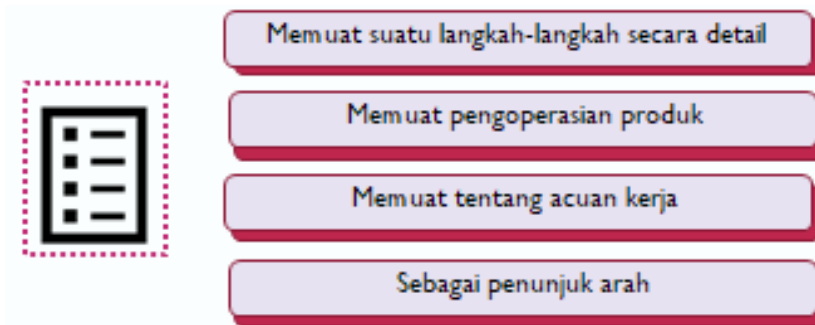 Memuat suatu langkah-langkah secara detail
Memuat pengoperasian produk
Memuat tentang acuan kerja
Sebagai penunjuk arah